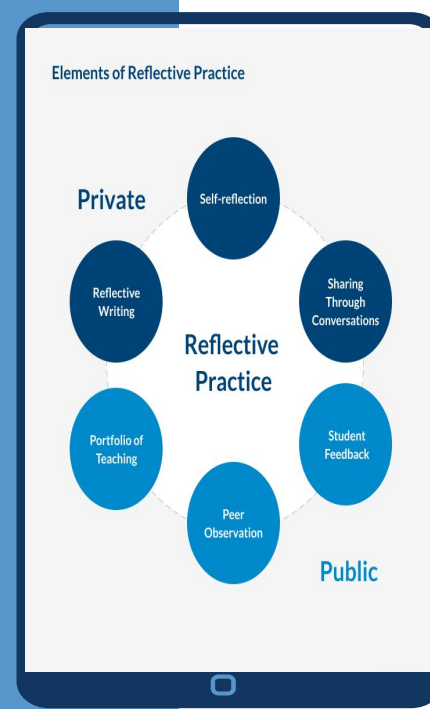 Elements of Reflective Practice
Private
Self-reflection
Reflective
Writing
Sharing
Through
Conversations
Reflective
Practice
Portfolio of
Teaching
Student
Feedback
Peer
Observation
Public